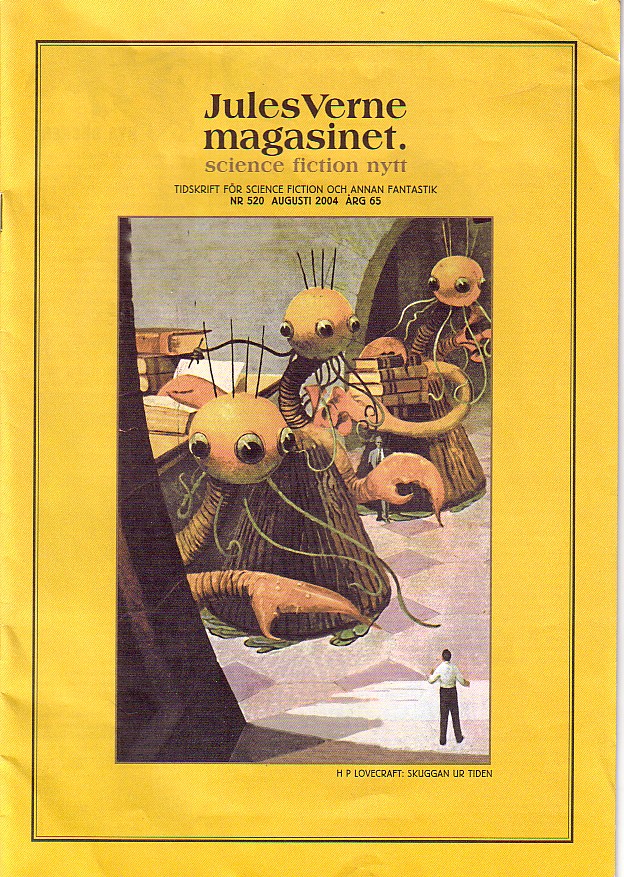 JulesVerne
magasinet.
science fiction nytt
TIDSKRIFT FÖR SCIENCE FICTION OCH ANNAN FANTASTIK
NR 520 AUGUSTI 2004 ÅRG 65
H P LOVECRAFT: SKUGGAN UR TIDEN